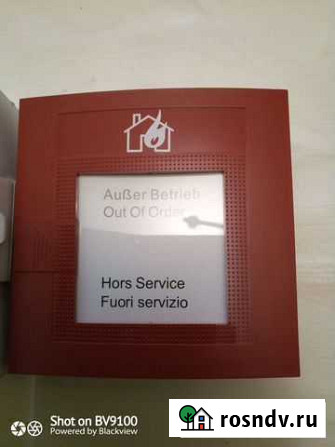 Außer Betrieb
Out Of Order
Hors Service
Fuori servizio
Shot on BV9100
Powered by Blackview
rosndv.ru